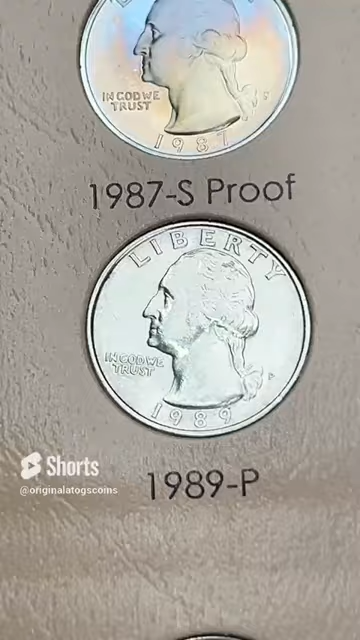 IN GOD WE
TRUST
1987
1987-S Proof
LIBERTY
IN GOD WE
TRUST
1989
1989-P
Shorts
@originalatogscoins